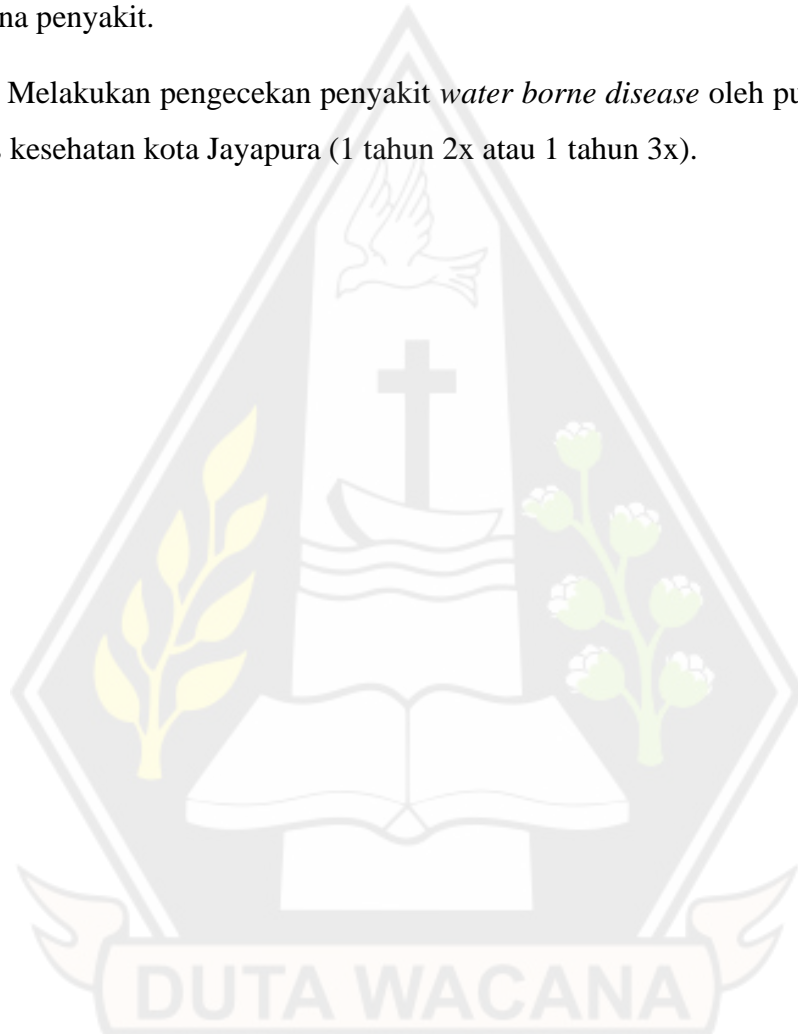 na penyakit.
Melakukan pengecekan penyakit water borne disease oleh pu
kesehatan kota Jayapura (1 tahun 2x atau 1 tahun 3x).
DUTA WACANA